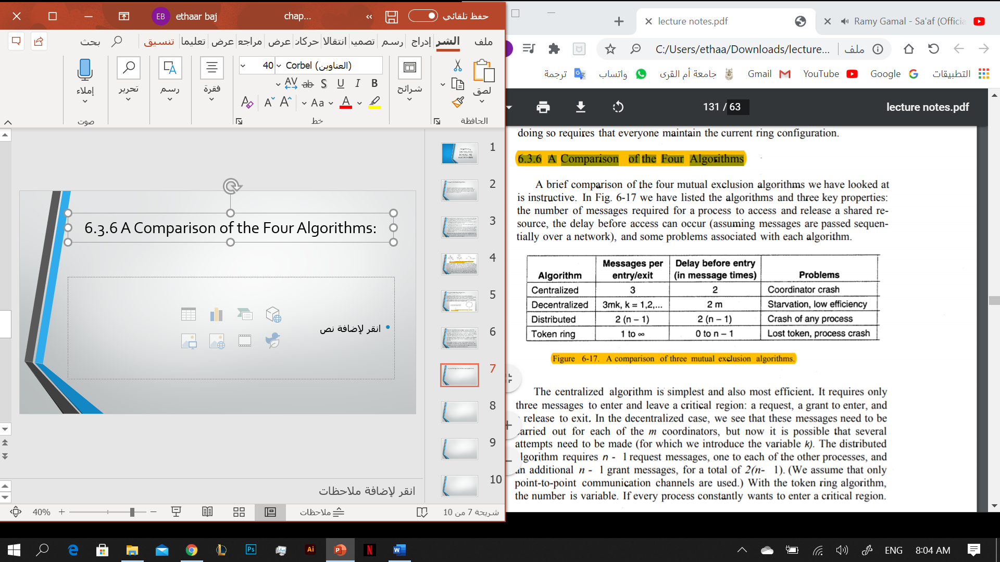 EB
ethaar baj
chap...
»
حفظ تلقائي
ملف
الشر
إدراج
رسم
تصميم
انتقالا
حركات
عرض
مراجع
عرض
تعليما
تنسيق
بحث
40
Corbel (العناوين)
AV
ab
S
U
I
B
A
A
A
Aa
A
إملاء
تحرير
رسم
فقرة
شرائح
لصق
صوت
خط
الحافظة
6.3.6 A Comparison of the Four Algorithms:
انقر لإضافة نص
1
2
3
4
5
6
7
8
9
10
انقر لإضافة ملاحظات
40%
ملاحظات
شريحة 7 من 10
lecture notes.pdf
Ramy Gamal - Sa'af (Officia
C:/Users/ethaa/Downloads/lecture...
ملف
ترجمة
واتساب
جامعة أم القرى
Gmail
YouTube
Google
التطبيقات
131 / 63
lecture notes.pdf
doing so requires that everyone maintain the current ring configuration.
6.3.6 A Comparison of the Four Algorithms
A brief comparison of the four mutual exclusion algorithms we have looked at
is instructive. In Fig. 6-17 we have listed the algorithms and three key properties:
the number of messages required for a process to access and release a shared re-
source, the delay before access can occur (assuming messages are passed sequen-
tially over a network), and some problems associated with each algorithm.
Algorithm | Messages per entry/exit | Delay before entry (in message times) | Problems
Centralized | 3 | 2 | Coordinator crash
Decentralized | 3mk, k = 1,2,... | 2 m | Starvation, low efficiency
Distributed | 2 (n – 1) | 2 (n – 1) | Crash of any process
Token ring | 1 to ∞ | 0 to n – 1 | Lost token, process crash
Figure 6-17. A comparison of three mutual exclusion algorithms.
The centralized algorithm is simplest and also most efficient. It requires only
three messages to enter and leave a critical region: a request, a grant to enter, and
release to exit. In the decentralized case, we see that these messages need to be
carried out for each of the m coordinators, but now it is possible that several
attempts need to be made (for which we introduce the variable k). The distributed
algorithm requires n - 1 request messages, one to each of the other processes, and
an additional n - 1 grant messages, for a total of 2(n- 1). (We assume that only
point-to-point communication channels are used.) With the token ring algorithm,
the number is variable. If every process constantly wants to enter a critical region.
Ps
Ai
P
N
W
ENG
8:04 AM